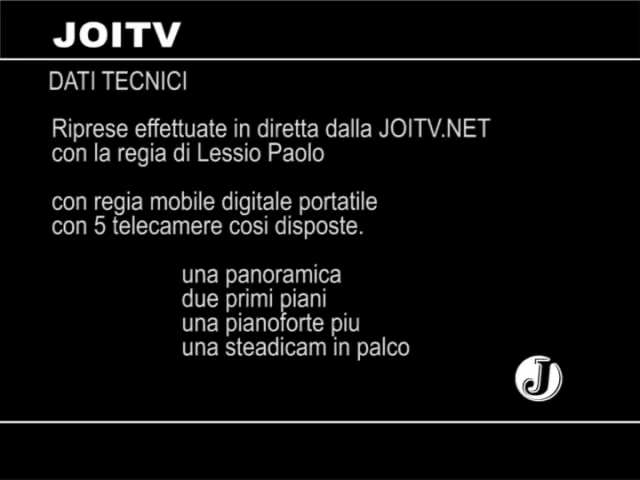 JOITV
DATI TECNICI
Riprese effettuate in diretta dalla JOITV.NET
con la regia di Lessio Paolo
con regia mobile digitale portatile
con 5 telecamere cosi disposte.
una panoramica
due primi piani
una pianoforte piu
una steadicam in palco
J